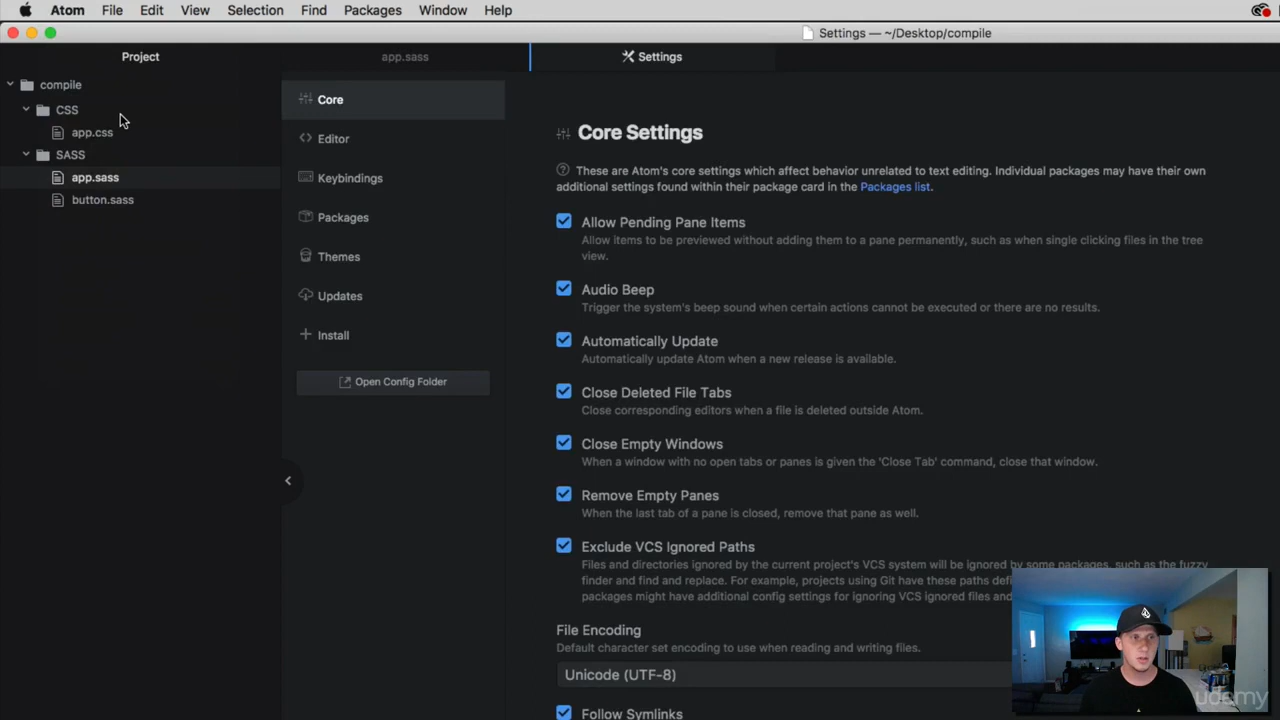 Atom File Edit View Selection Find Packages Window Help
Settings — ~/Desktop/compile
Project
app.sass
Settings
compile
CSS
app.css
SASS
app.sass
button.sass
Core
Editor
Keybindings
Packages
Themes
Updates
Install
Open Config Folder
Core Settings
These are Atom's core settings which affect behavior unrelated to text editing. Individual packages may have their own
additional settings found within their package card in the Packages list.
Allow Pending Pane Items
Allow items to be previewed without adding them to a pane permanently, such as when single clicking files in the tree
view.
Audio Beep
Trigger the system's beep sound when certain actions cannot be executed or there are no results.
Automatically Update
Automatically update Atom when a new release is available.
Close Deleted File Tabs
Close corresponding editors when a file is deleted outside Atom.
Close Empty Windows
When a window with no open tabs or panes is given the 'Close Tab' command, close that window.
Remove Empty Panes
When the last tab of a pane is closed, remove that pane as well.
Exclude VCS Ignored Paths
Files and directories ignored by the current project's VCS system will be ignored by some packages, such as the fuzzy
finder and find and replace. For example, projects using Git have these paths
packages might have additional config settings for ignoring VCS ignored files and
File Encoding
Default character set encoding to use when reading and writing files.
Unicode (UTF-8)
Follow Symlinks
udemy